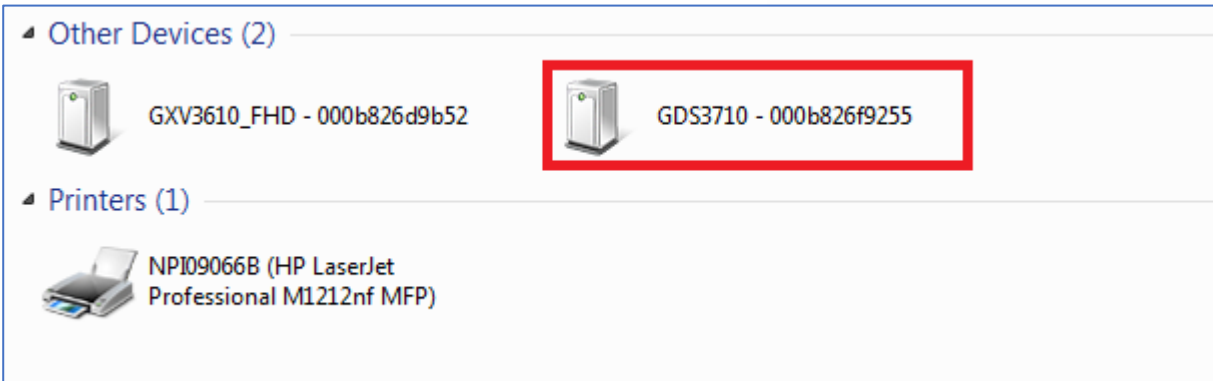 Other Devices (2)
GXV3610_FHD - 000b826d9b52
GDS3710 - 000b826f9255
Printers (1)
NPI09066B (HP LaserJet
Professional M1212nf MFP)